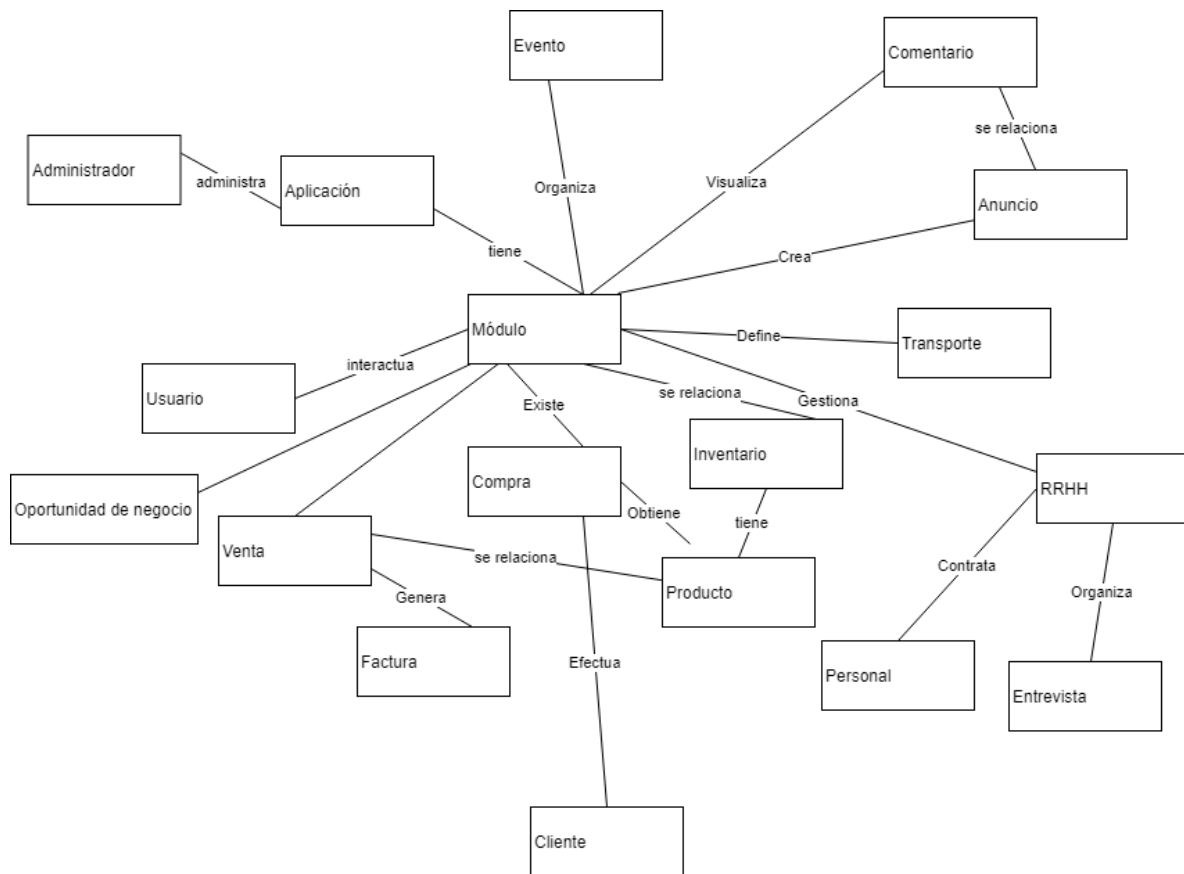 Evento
Comentario
se relaciona
Administrador
administra
Aplicación
Organiza
Visualiza
Anuncio
tiene
Crea
Módulo
Define
Transporte
interactua
Usuario
se relaciona
Gestiona
Existe
Inventario
Compra
RRHH
Oportunidad de negocio
Obtiene
tiene
Venta
se relaciona
Contrata
Producto
Genera
Organiza
Factura
Efectua
Personal
Entrevista
Cliente